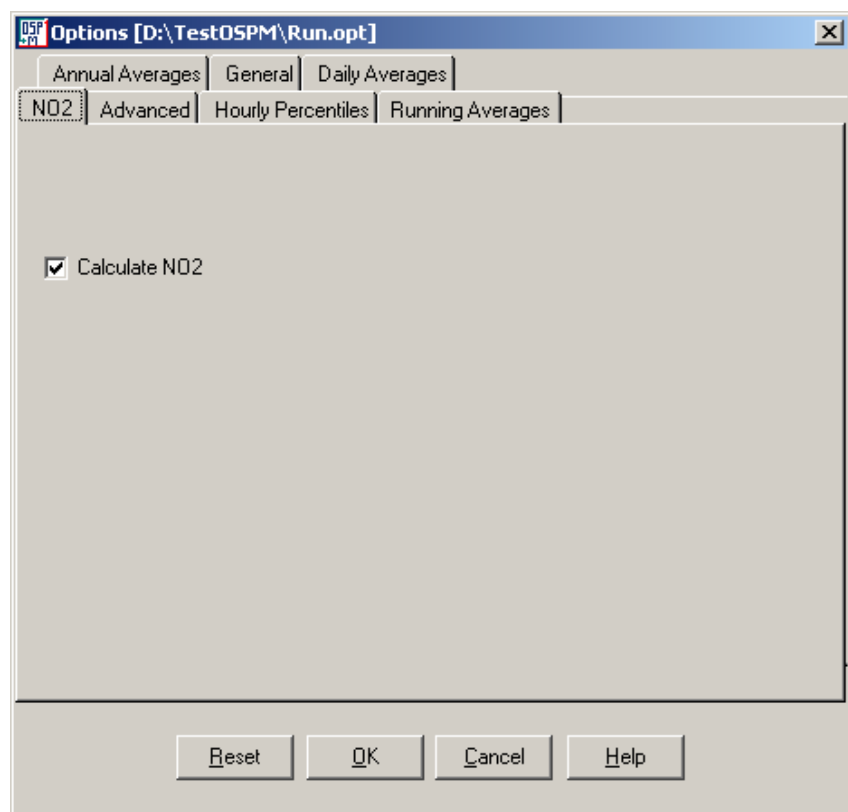 OSP M Options [D:\TestOSPM\Run.opt]
Annual Averages General Daily Averages
NO2 Advanced Hourly Percentiles Running Averages
Calculate NO2
Reset OK Cancel Help